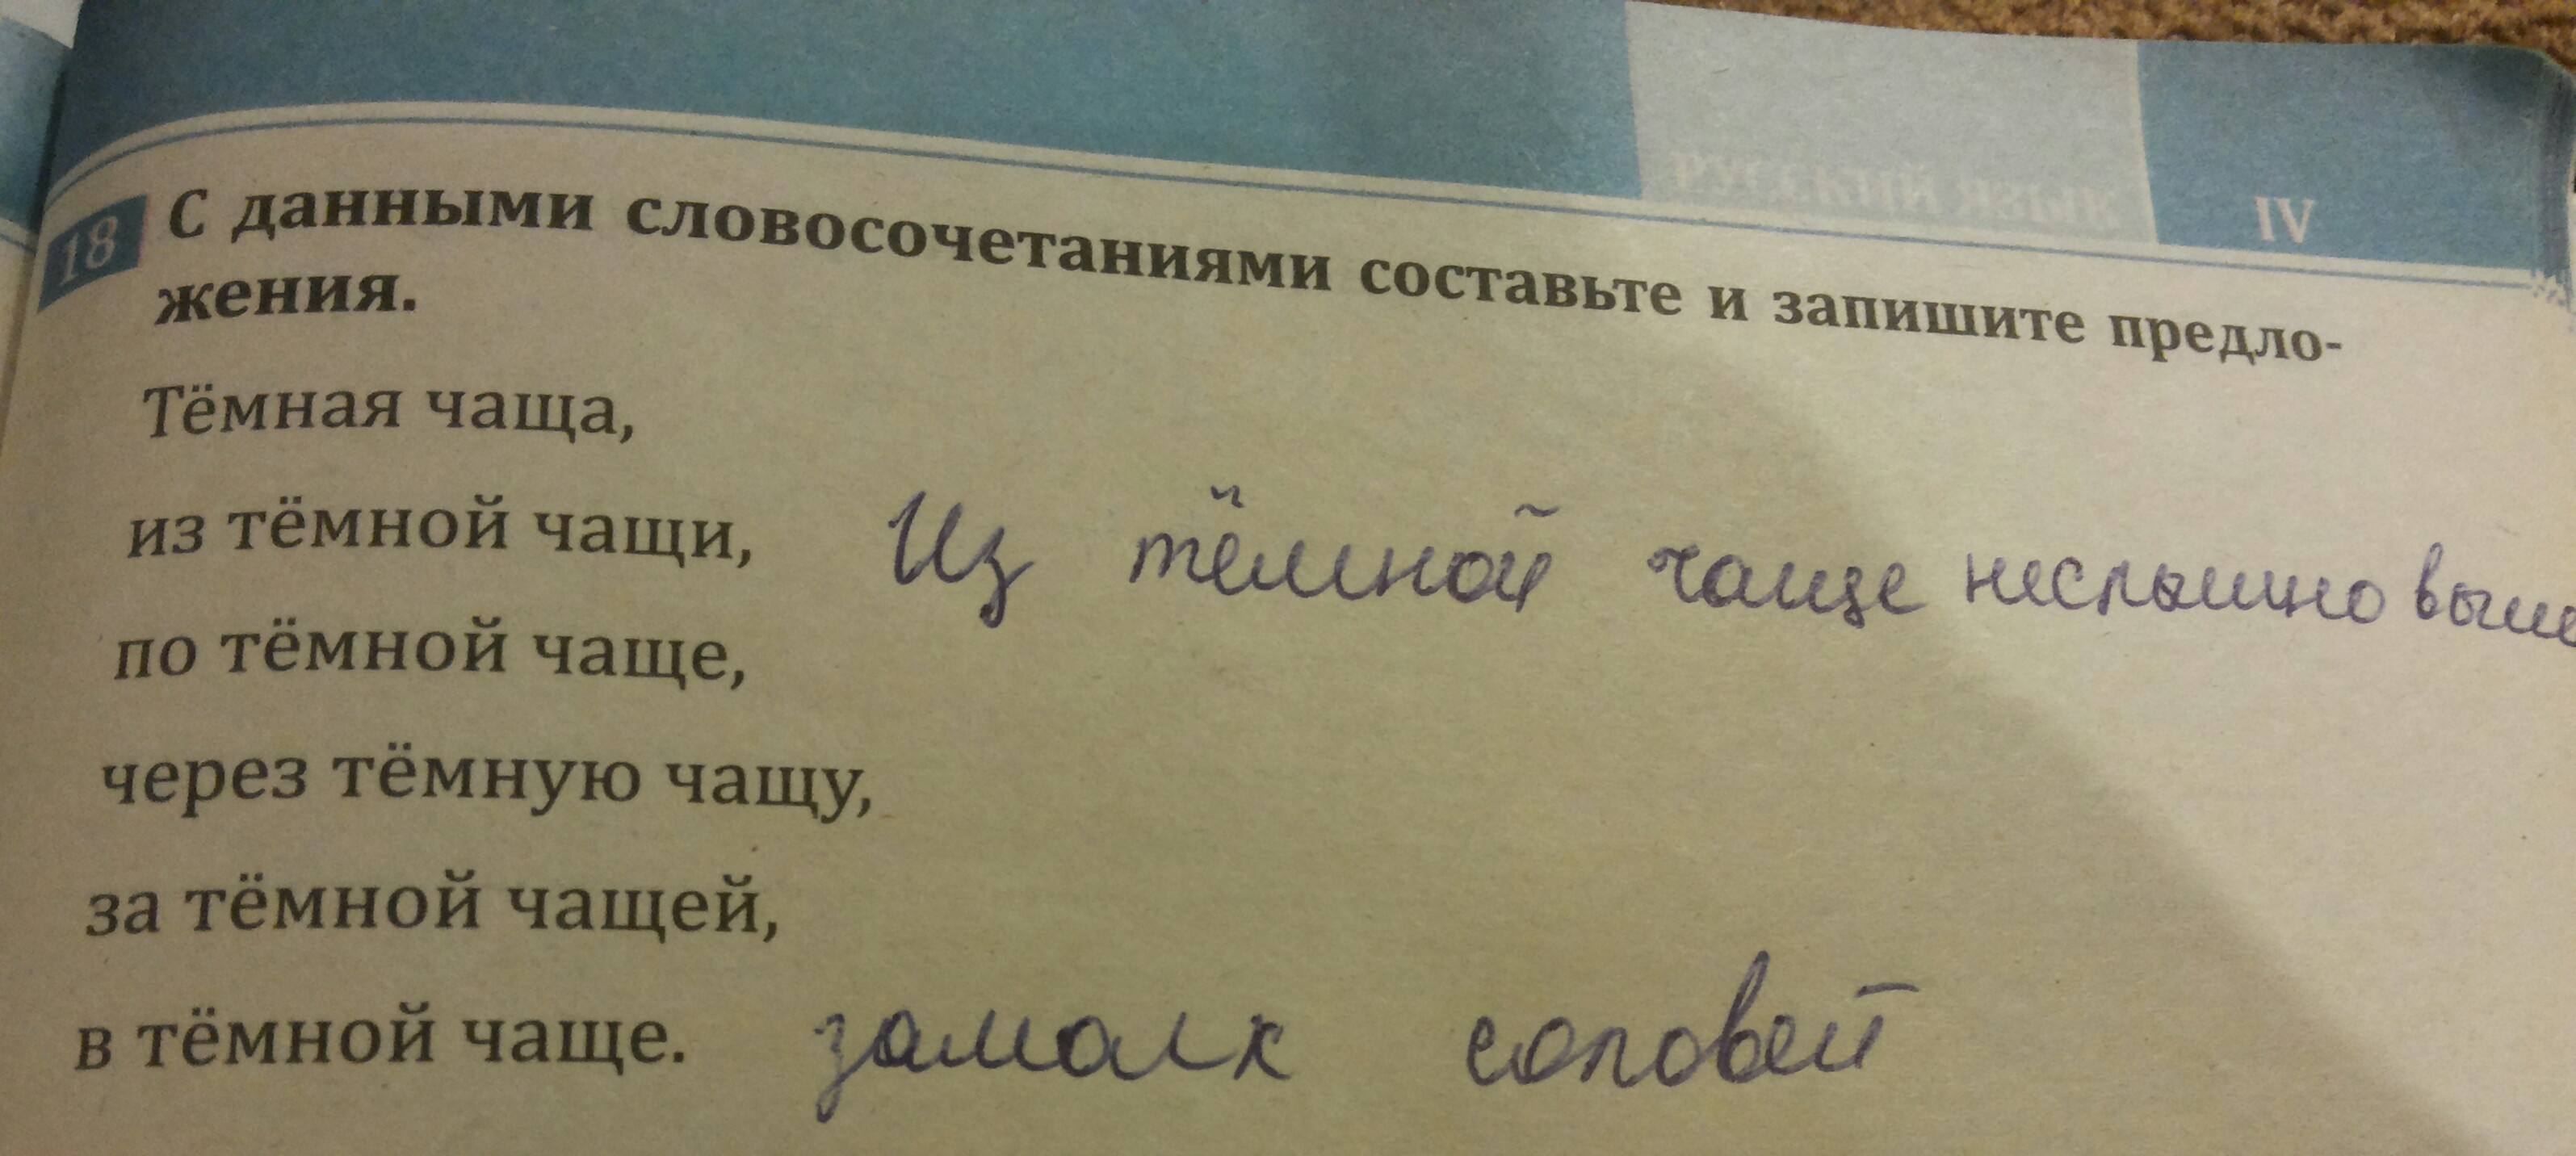 РУССКИЙ ЯЗЫК IV
18 С данными словосочетаниями составьте и запишите предло-
жения.
Тёмная чаща,
из тёмной чащи, Из тёмной чаще неслышно выше
по тёмной чаще,
через тёмную чащу,
за тёмной чащей,
в тёмной чаще. замолк соловей